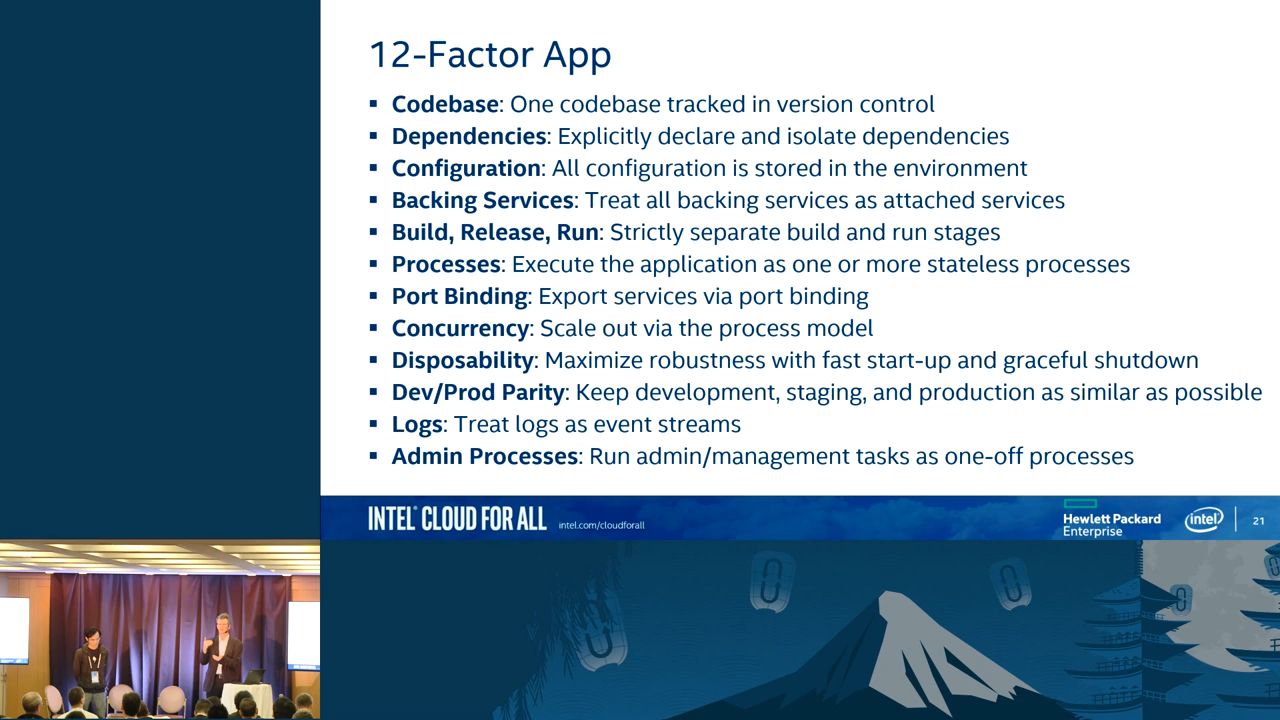 12-Factor App
▪ Codebase: One codebase tracked in version control
▪ Dependencies: Explicitly declare and isolate dependencies
▪ Configuration: All configuration is stored in the environment
▪ Backing Services: Treat all backing services as attached services
▪ Build, Release, Run: Strictly separate build and run stages
▪ Processes: Execute the application as one or more stateless processes
▪ Port Binding: Export services via port binding
▪ Concurrency: Scale out via the process model
▪ Disposability: Maximize robustness with fast start-up and graceful shutdown
▪ Dev/Prod Parity: Keep development, staging, and production as similar as possible
▪ Logs: Treat logs as event streams
▪ Admin Processes: Run admin/management tasks as one-off processes
INTEL® CLOUD FOR ALL intel.com/cloudforall
Hewlett Packard
Enterprise
intel
21